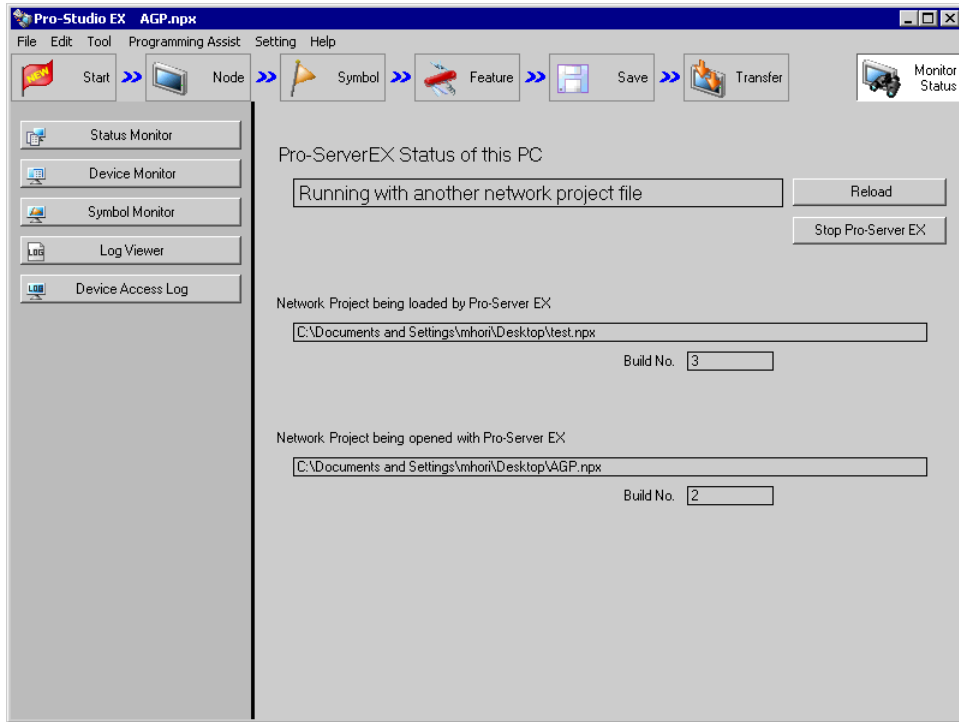 Pro-Studio EX AGP.npx
File Edit Tool Programming Assist Setting Help
NEW Start Node Symbol Feature Save Transfer Monitor Status
Status Monitor
Device Monitor
Symbol Monitor
LOG Log Viewer
LOG Device Access Log
Pro-ServerEX Status of this PC
Running with another network project file
Reload
Stop Pro-Server EX
Network Project being loaded by Pro-Server EX
C:\Documents and Settings\mhori\Desktop\test.npx
Build No. 3
Network Project being opened with Pro-Server EX
C:\Documents and Settings\mhori\Desktop\AGP.npx
Build No. 2